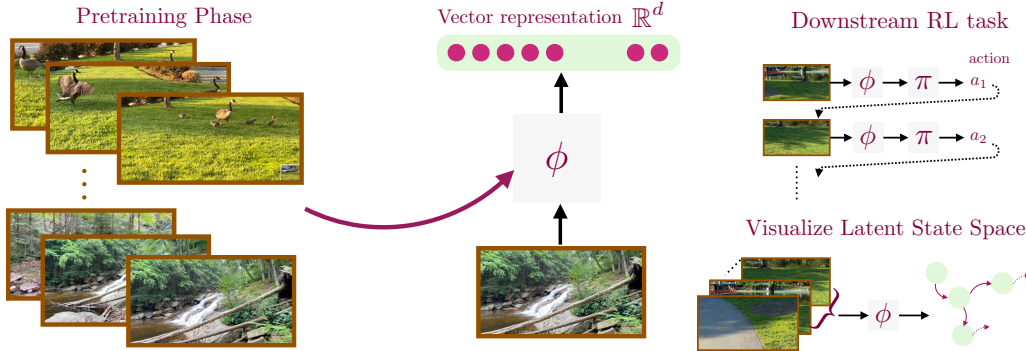 Pretraining Phase
Vector representation ℝ^d
ϕ
Downstream RL task
action
ϕ π a₁
ϕ π a₂
Visualize Latent State Space
ϕ